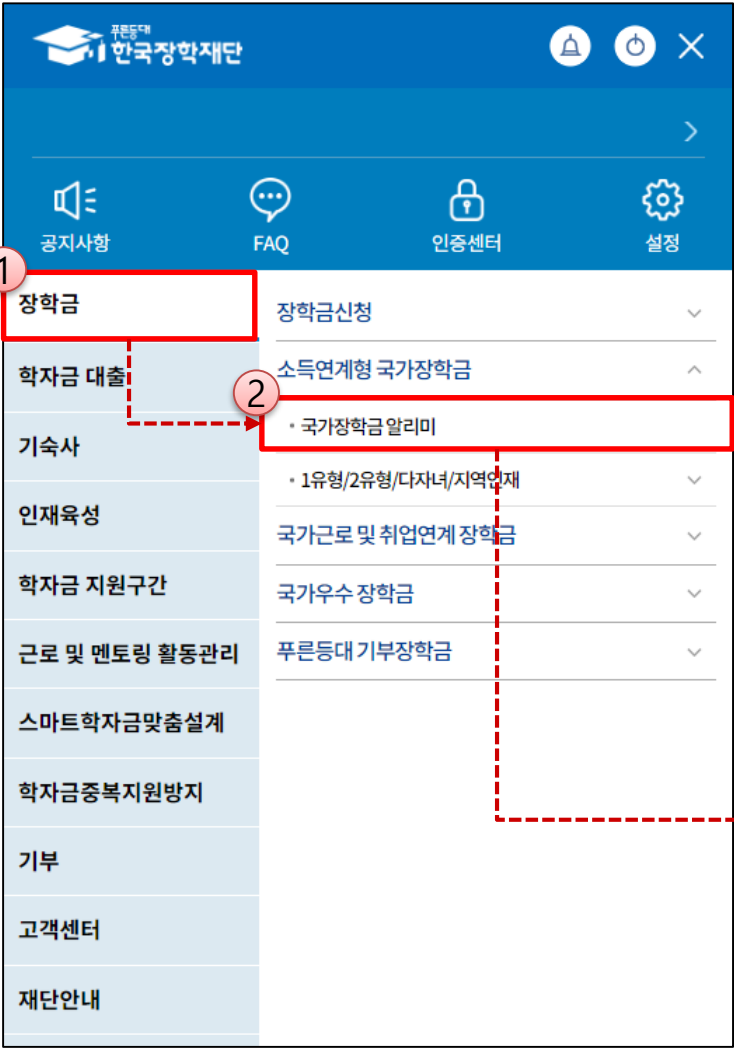 푸른등대
한국장학재단
공지사항
FAQ
인증센터
설정
1
장학금
학자금 대출
기숙사
인재육성
학자금 지원구간
근로 및 멘토링 활동관리
스마트학자금맞춤설계
학자금중복지원방지
기부
고객센터
재단안내
장학금신청
소득연계형 국가장학금
2
• 국가장학금 알리미
• 1유형/2유형/다자녀/지역인재
국가근로 및 취업연계 장학금
국가우수 장학금
푸른등대 기부장학금